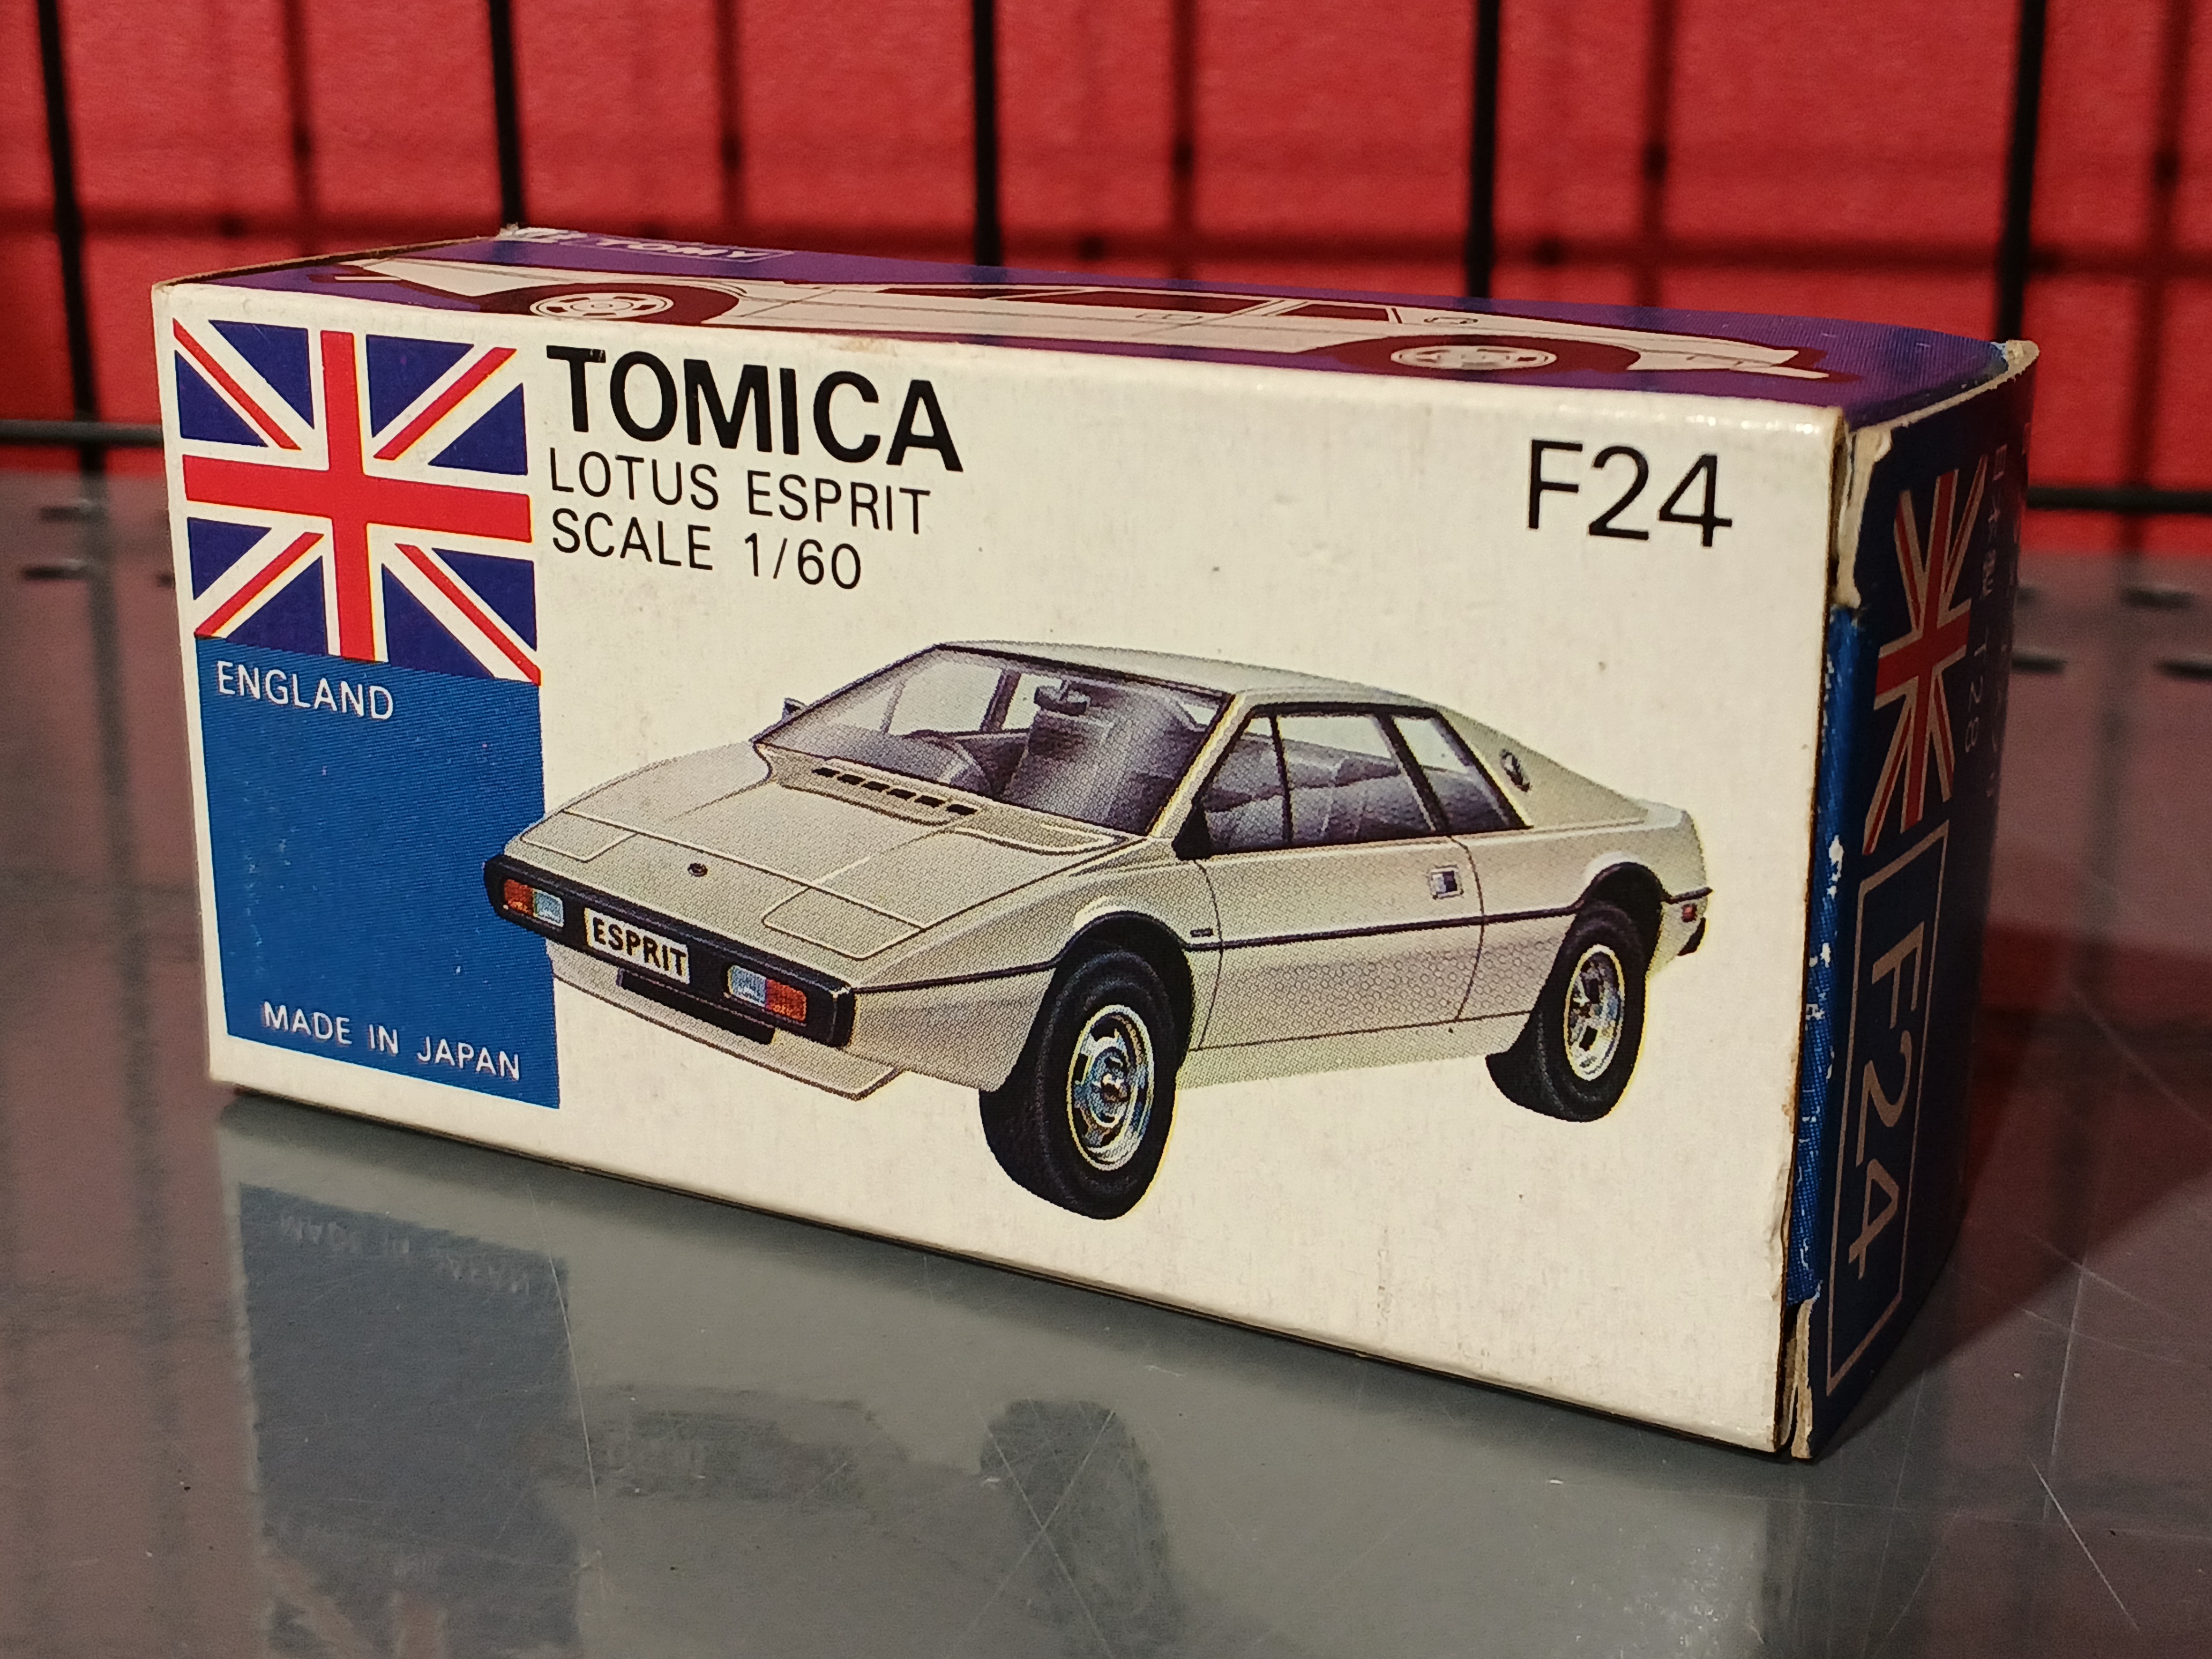 TOMY
TOMICA
LOTUS ESPRIT
SCALE 1/60
F24
ENGLAND
MADE IN JAPAN
ESPRIT
F24